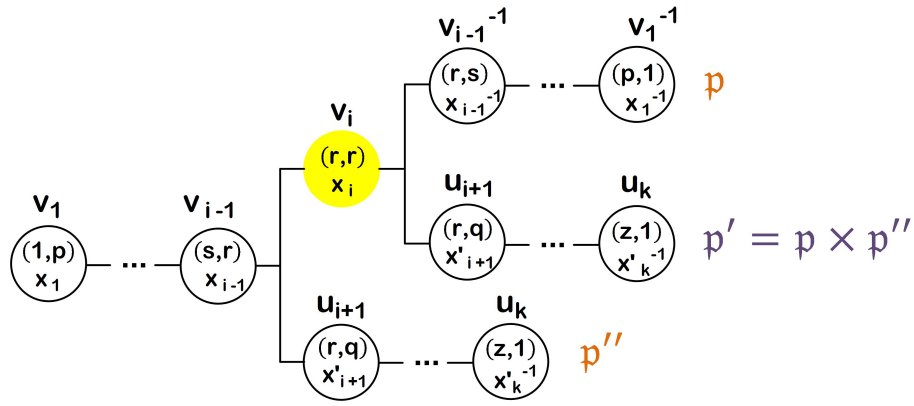 v_{i-1}^{-1} v_1^{-1}
(r,s) ... (p,1) 𝔭
x_{i-1}^{-1} x_1^{-1}
v_i
(r,r)
x_i
u_{i+1} u_k
(r,q) ... (z,1) 𝔭′ = 𝔭 × 𝔭″
x'_{i+1} x'_k^{-1}
v_1 v_{i-1}
(1,p) ... (s,r)
x_1 x_{i-1}
u_{i+1} u_k
(r,q) ... (z,1) 𝔭″
x'_{i+1} x'_k^{-1}